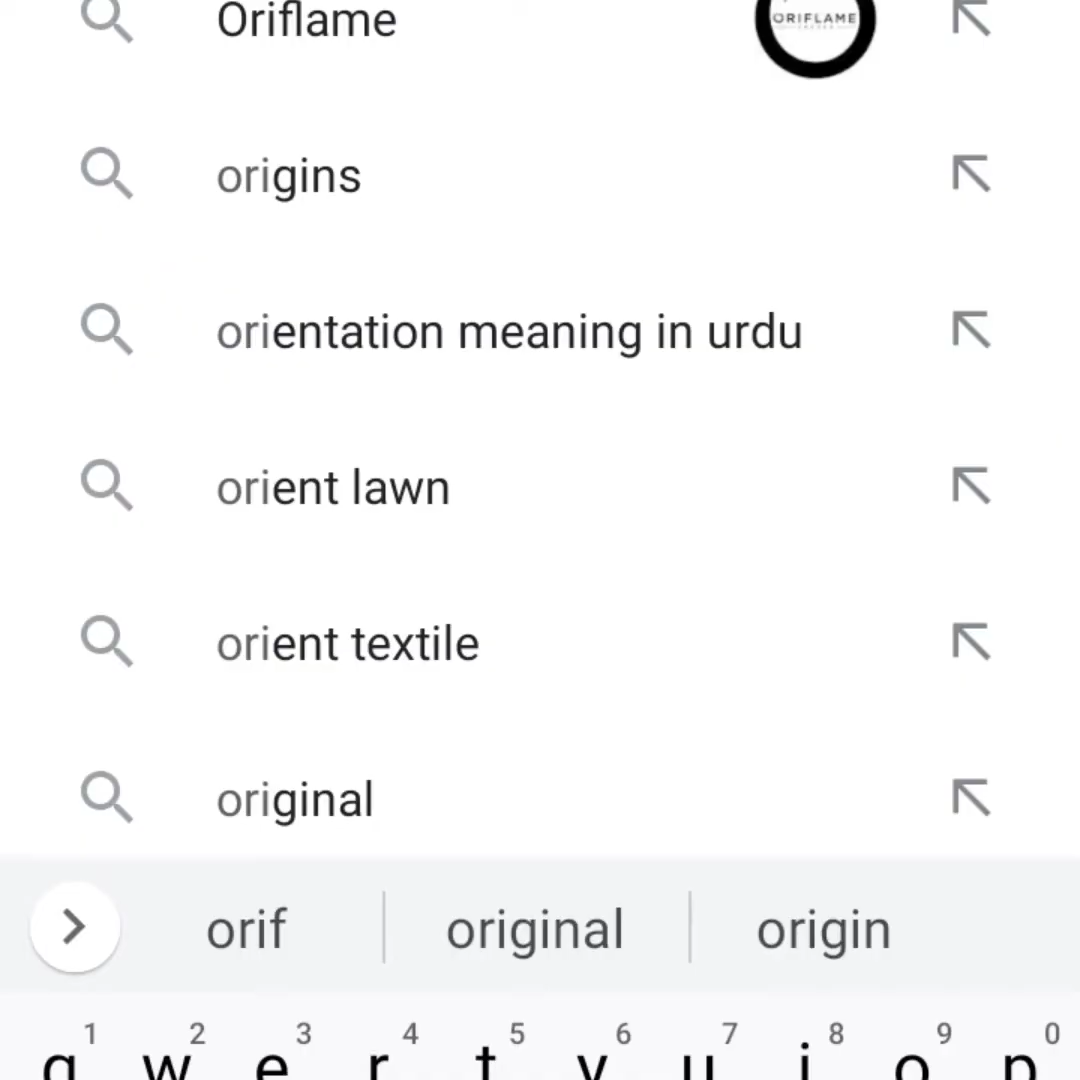 Oriflame
ORIFLAME
origins
orientation meaning in urdu
orient lawn
orient textile
original
orif original origin
1 2 3 4 5 6 7 8 9 0
q w e r t y u i o p